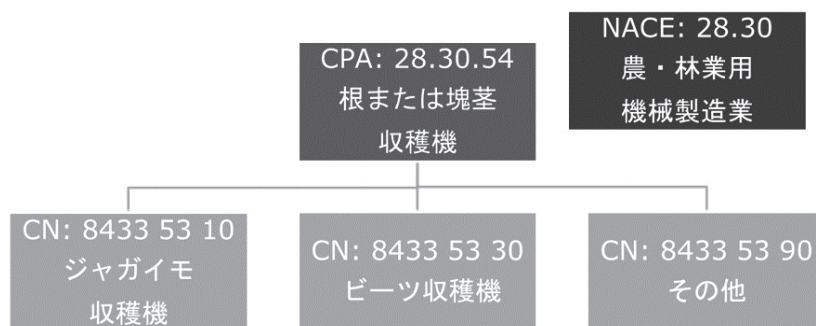 NACE: 28.30
農・林業用
機械製造業
CPA: 28.30.54
根または塊茎
収穫機
CN: 8433 53 10
ジャガイモ
収穫機
CN: 8433 53 30
ビーツ収穫機
CN: 8433 53 90
その他